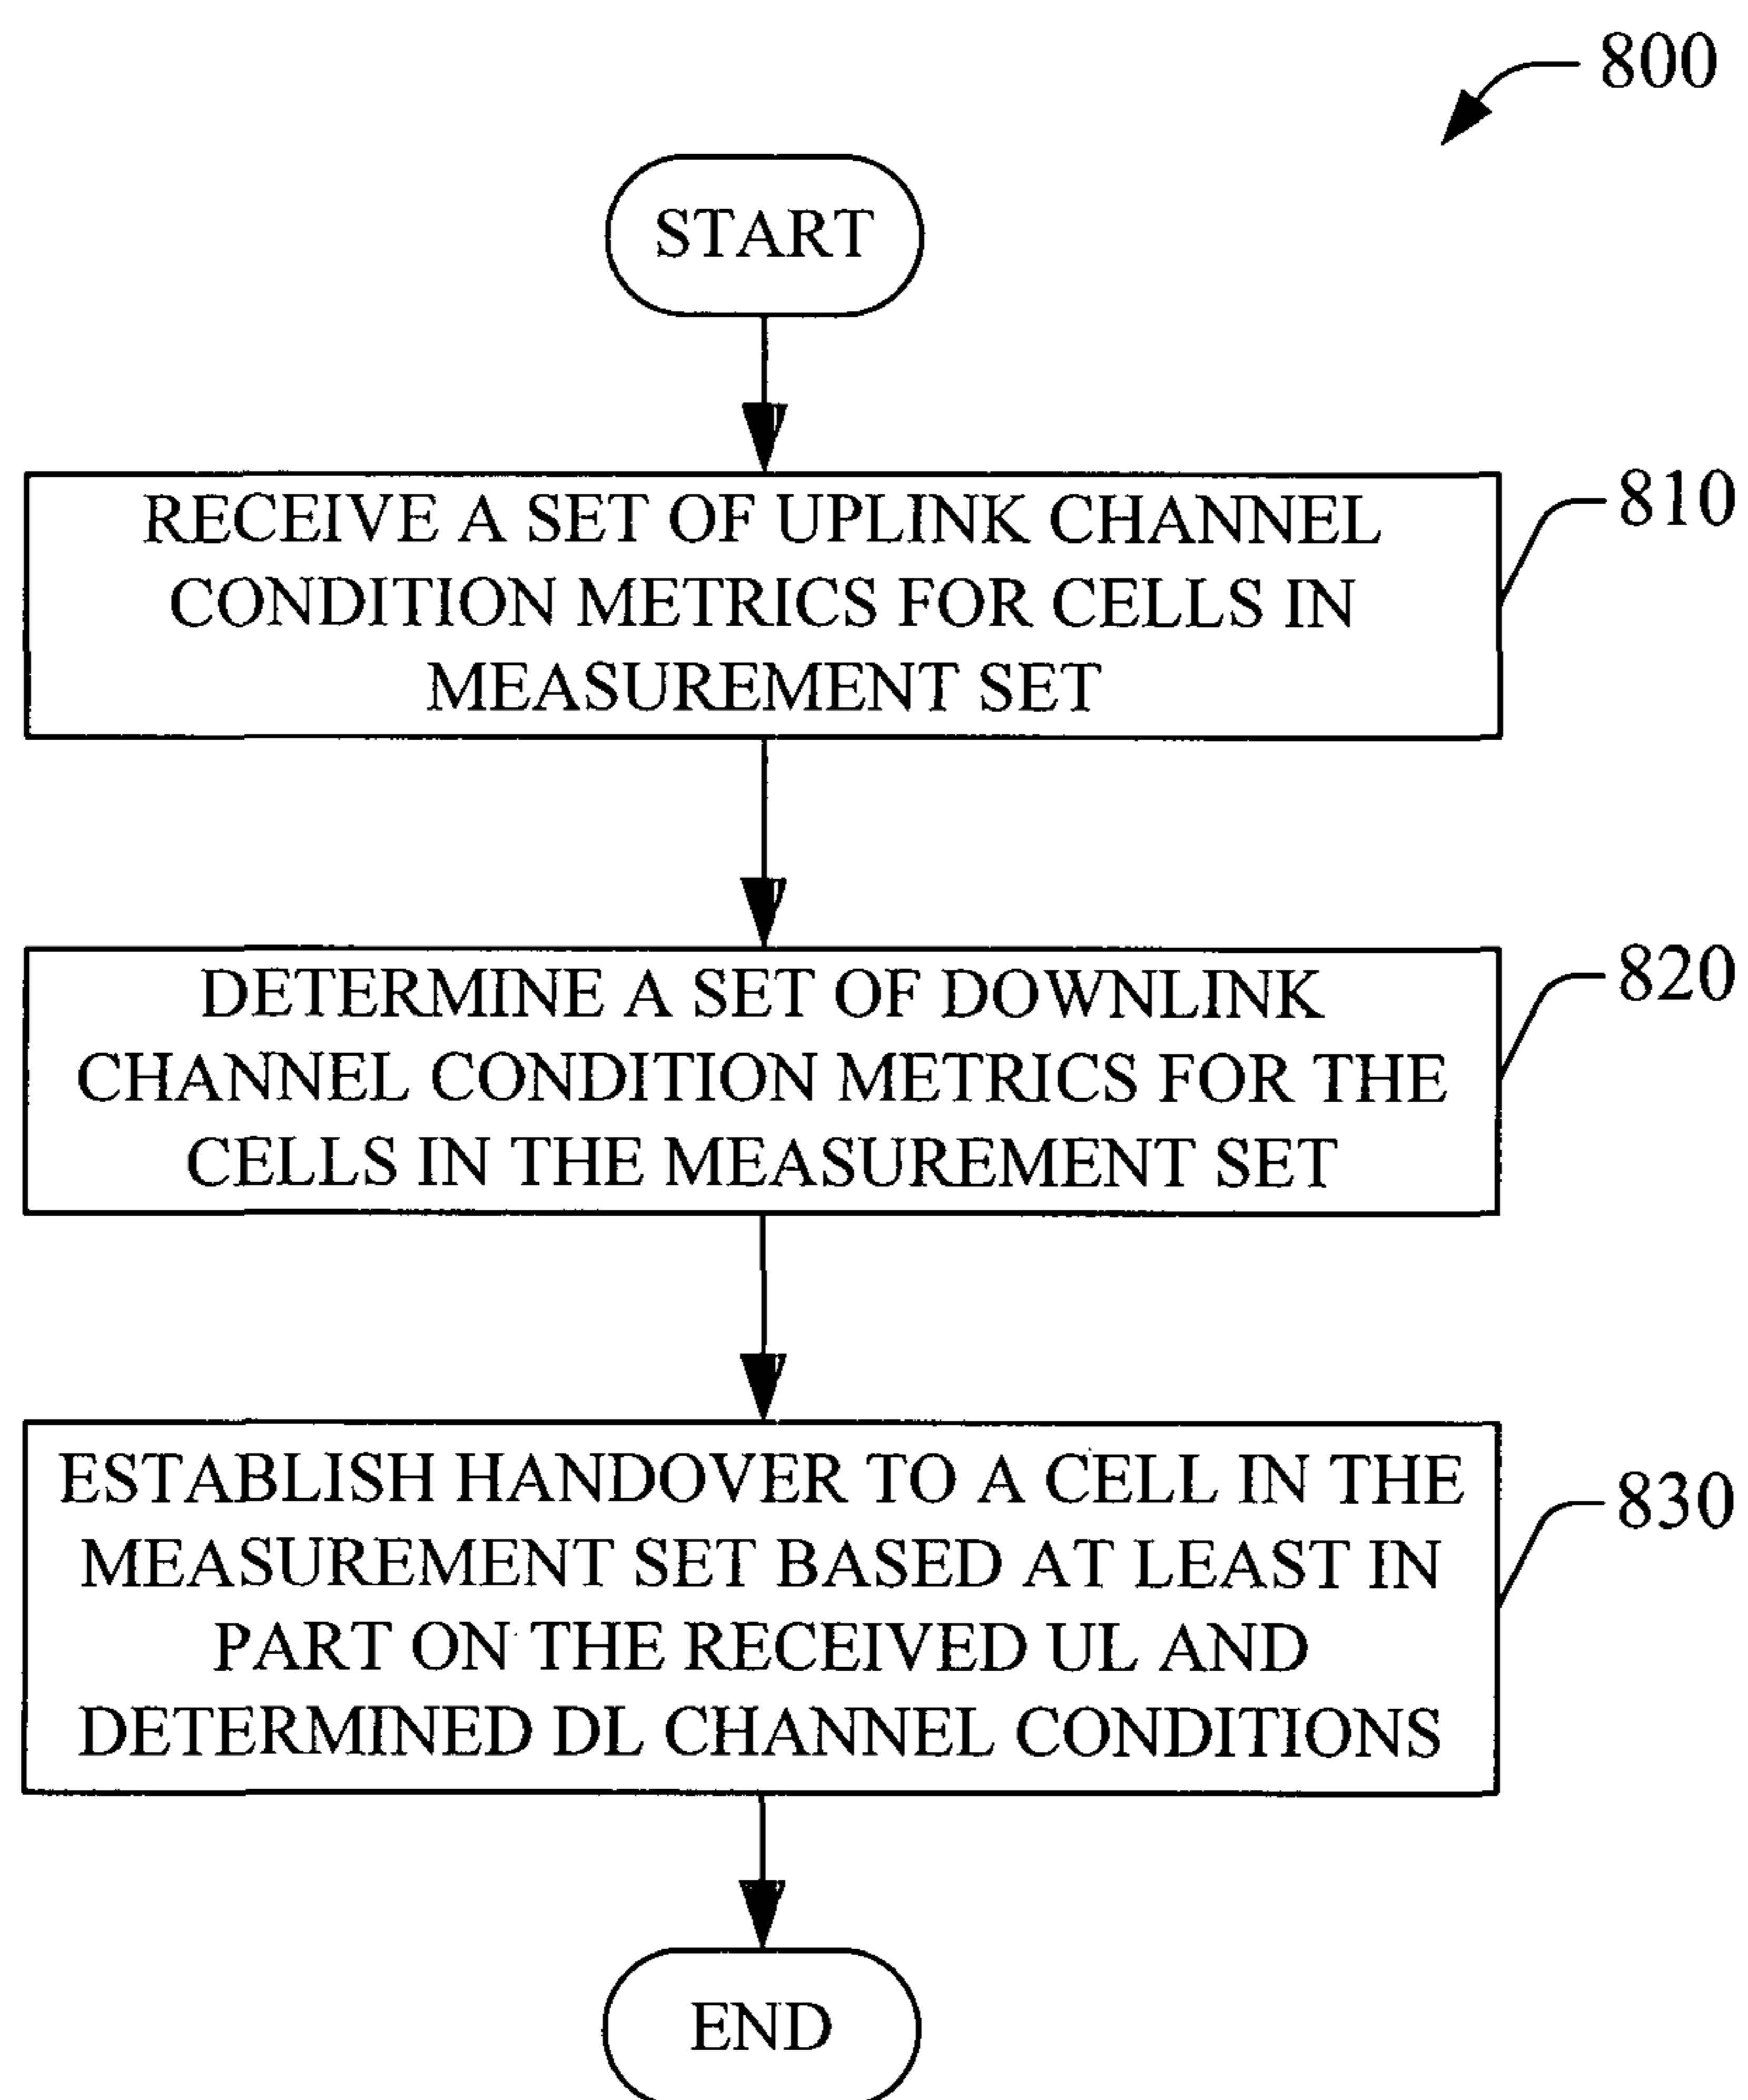 800
START
RECEIVE A SET OF UPLINK CHANNEL
CONDITION METRICS FOR CELLS IN
MEASUREMENT SET
810
DETERMINE A SET OF DOWNLINK
CHANNEL CONDITION METRICS FOR THE
CELLS IN THE MEASUREMENT SET
820
ESTABLISH HANDOVER TO A CELL IN THE
MEASUREMENT SET BASED AT LEAST IN
PART ON THE RECEIVED UL AND
DETERMINED DL CHANNEL CONDITIONS
830
END